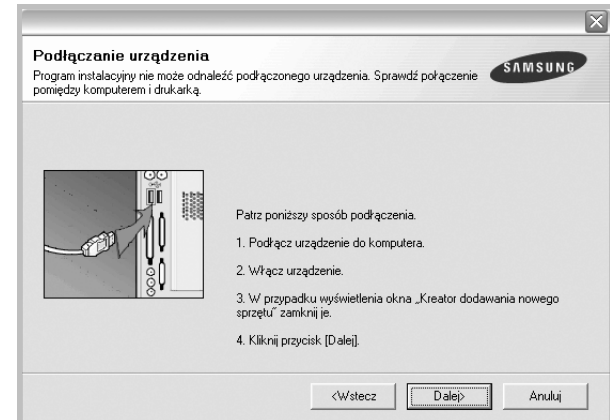 Podłączanie urządzenia
Program instalacyjny nie może odnaleźć podłączonego urządzenia. Sprawdź połączenie
pomiędzy komputerem i drukarką.
SAMSUNG
Patrz poniższy sposób podłączenia.
1. Podłącz urządzenie do komputera.
2. Włącz urządzenie.
3. W przypadku wyświetlenia okna „Kreator dodawania nowego
sprzętu” zamknij je.
4. Kliknij przycisk [Dalej].
<Wstecz
Dalej>
Anuluj